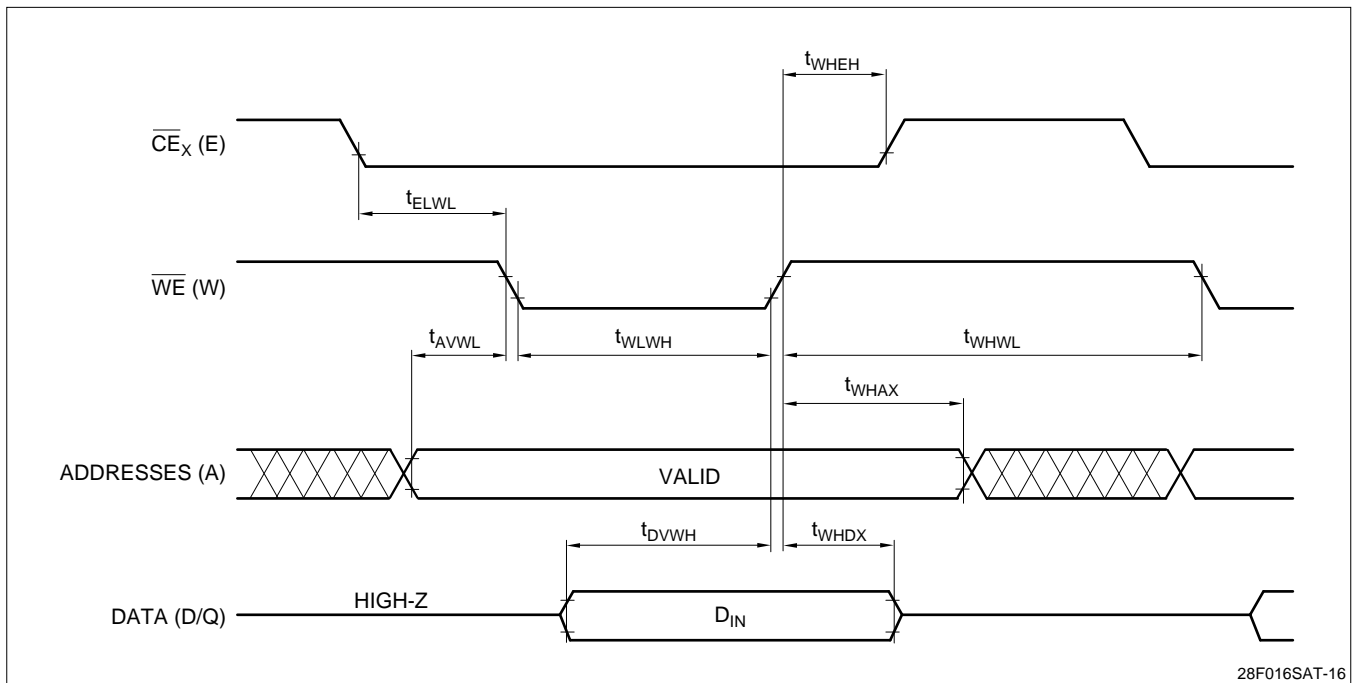 tWHEH
CEX (E)
tELWL
WE (W)
tAVWL
tWLWH
tWHWL
tWHAX
ADDRESSES (A)
VALID
tDVWH
tWHDX
HIGH-Z
DATA (D/Q)
DIN
28F016SAT-16